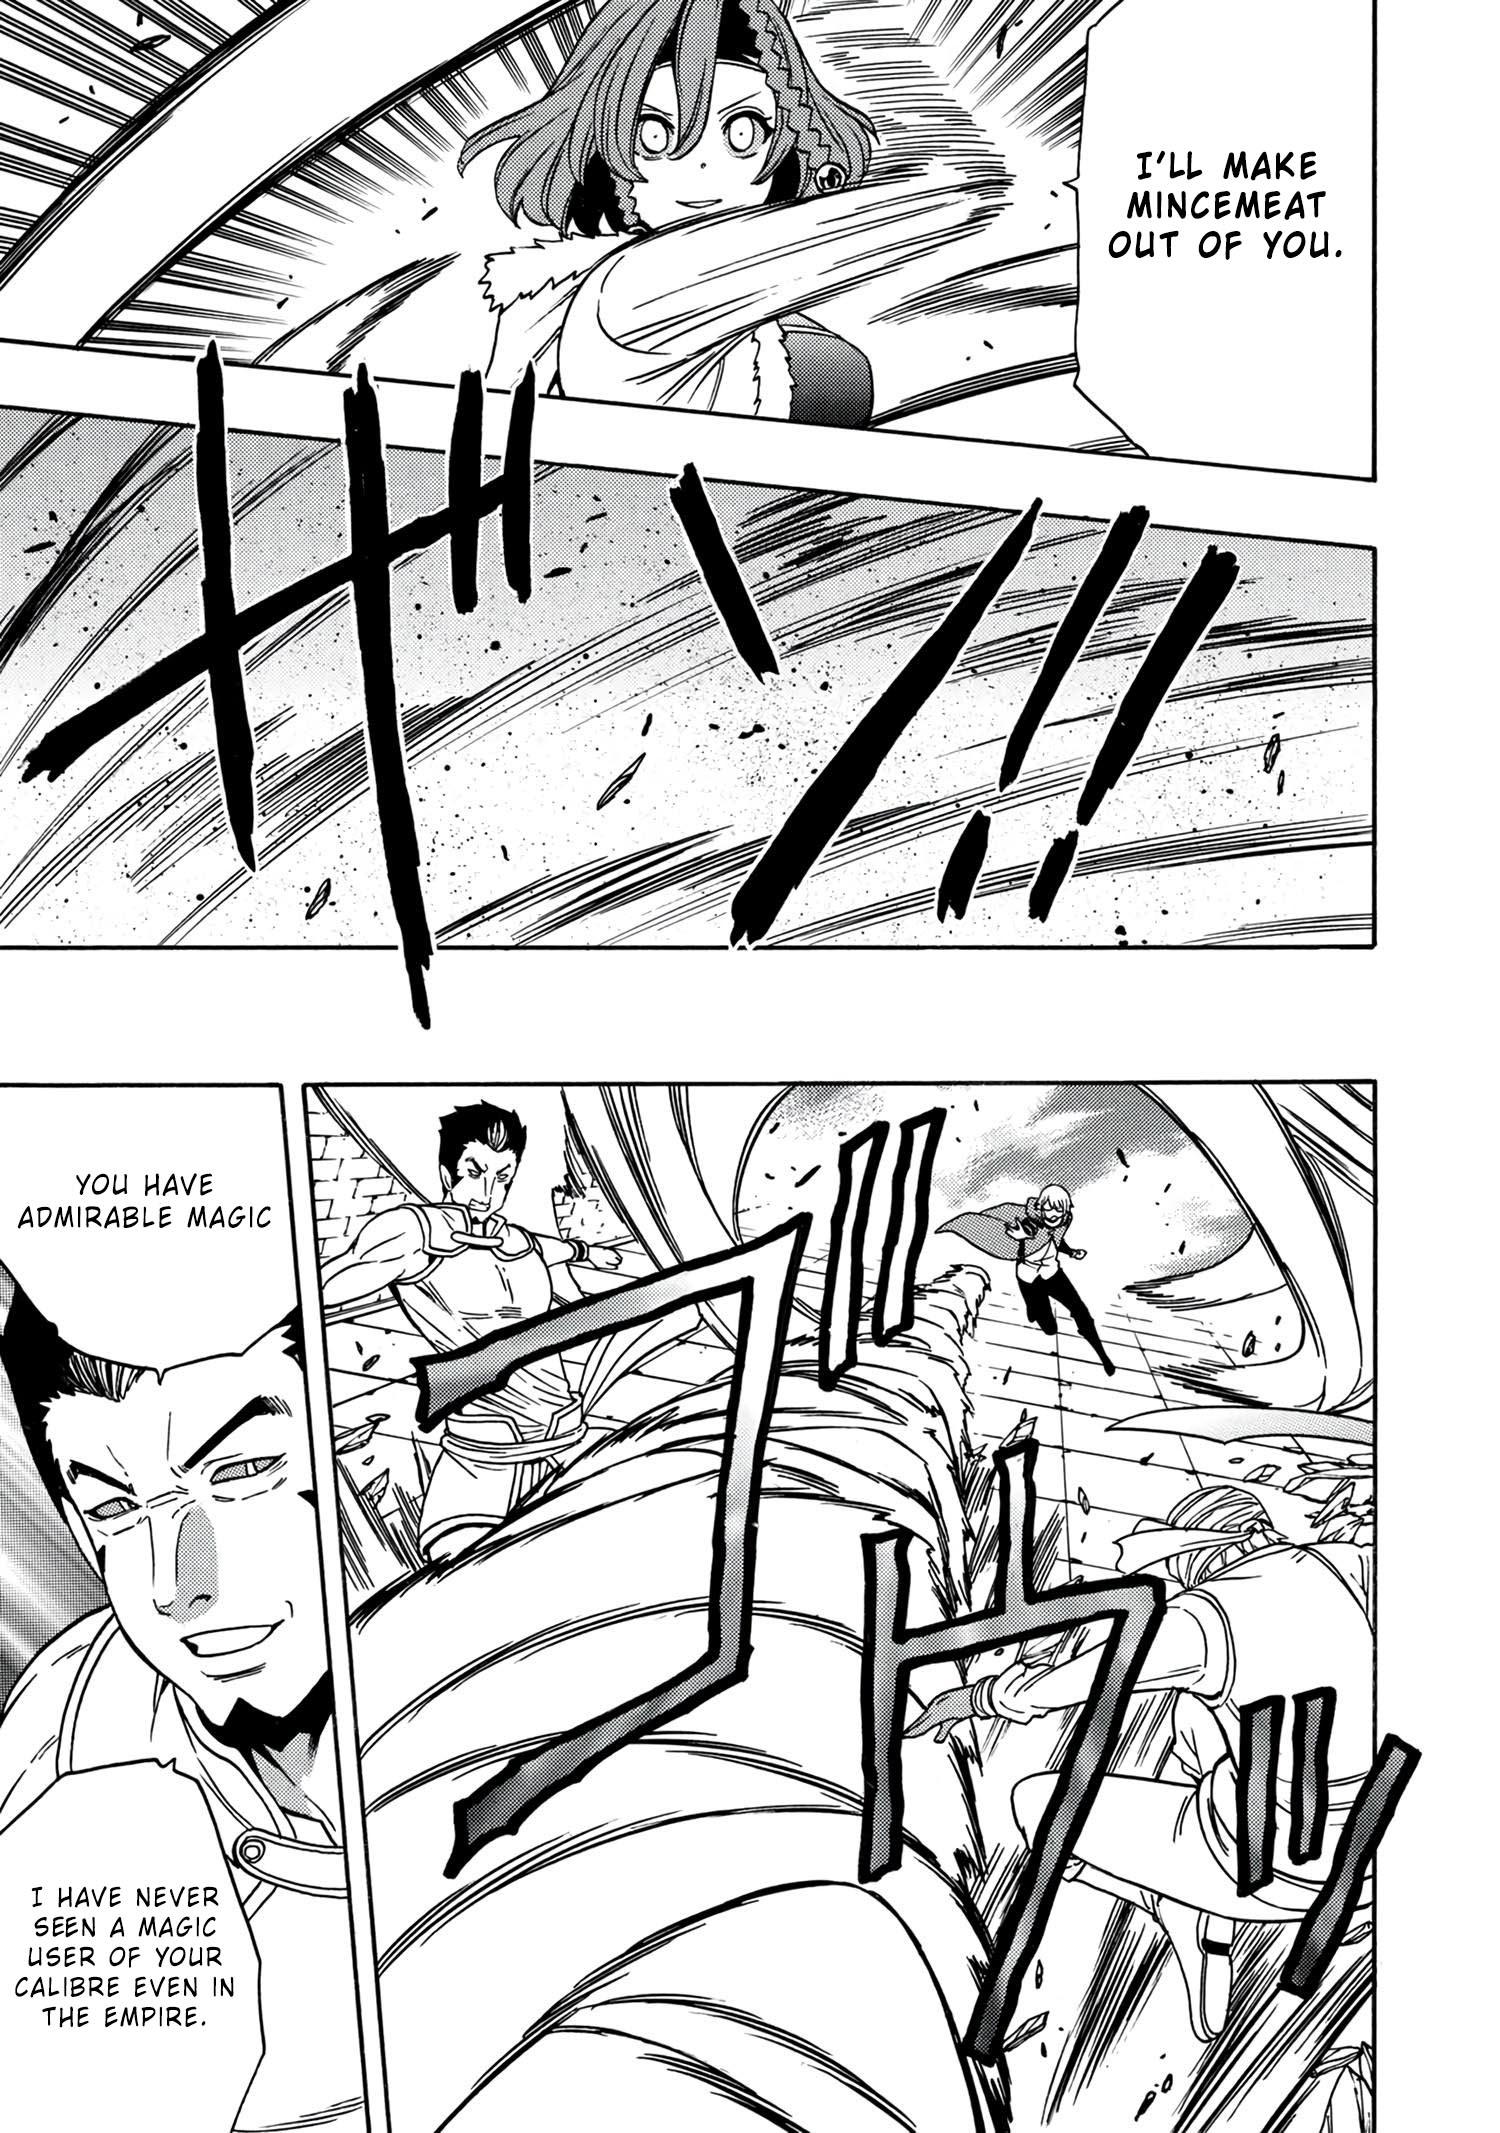 I'LL MAKE
MINCEMEAT
OUT OF YOU.
ザン!!
ゴウッ
YOU HAVE
ADMIRABLE MAGIC
I HAVE NEVER
SEEN A MAGIC
USER OF YOUR
CALIBRE EVEN IN
THE EMPIRE.